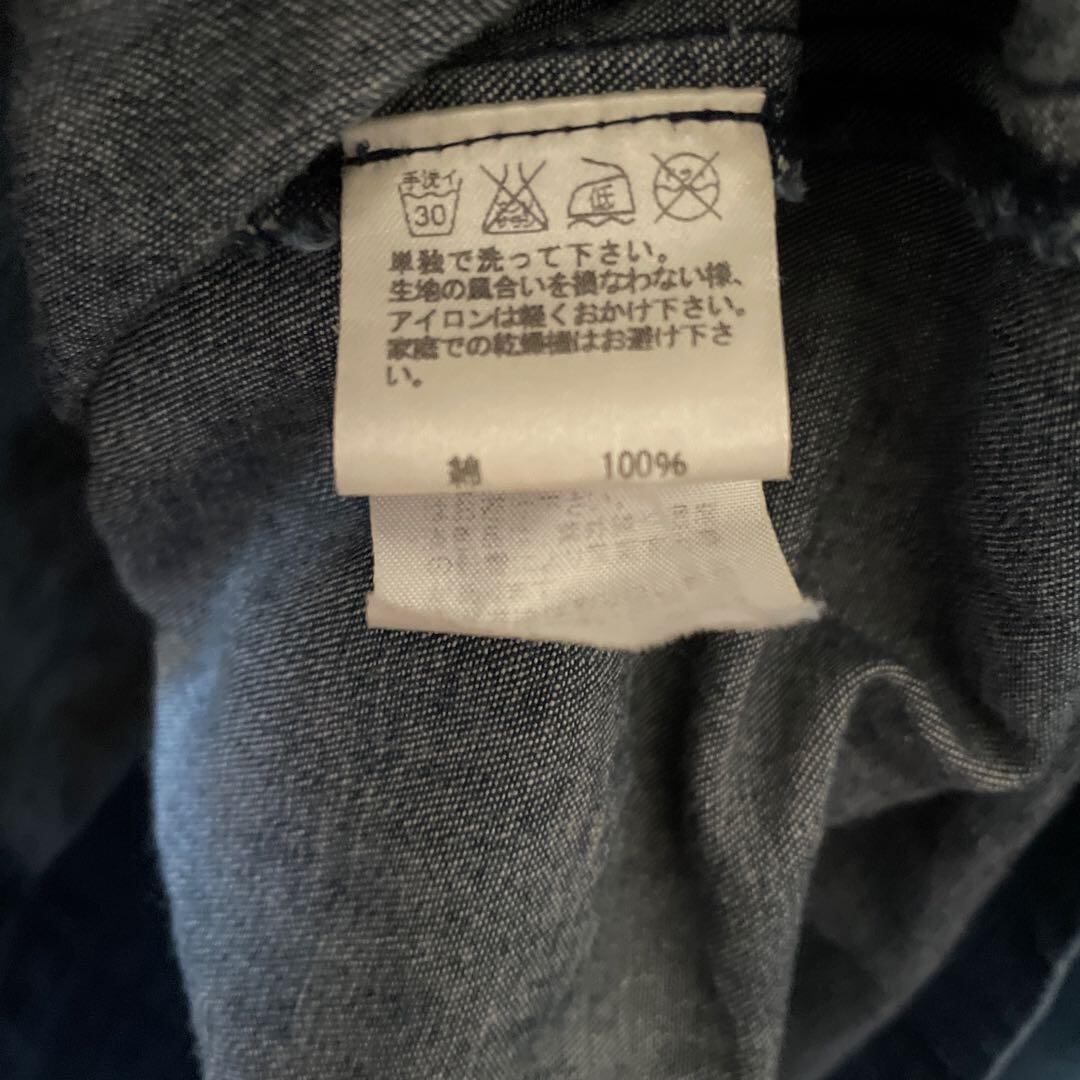 手洗イ
30
低
単独で洗って下さい。
生地の風合いを損なわない様、
アイロンは軽くおかけ下さい。
家庭での乾燥機はお避け下さ
い。
綿 100%